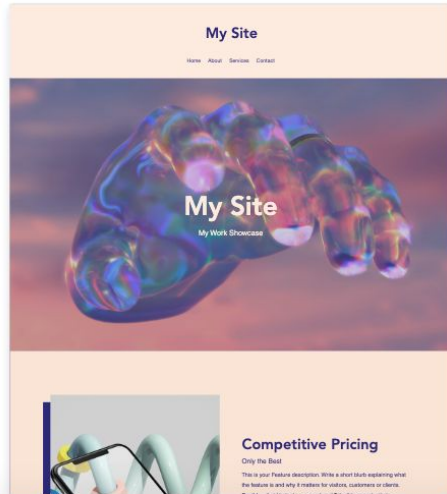 My Site
Home About Services Contact
My Site
My Work Showcase
Competitive Pricing
Only the Best
This is your Feature description. Write a short blurb explaining what
the feature is and why it matters for visitors, customers or clients.